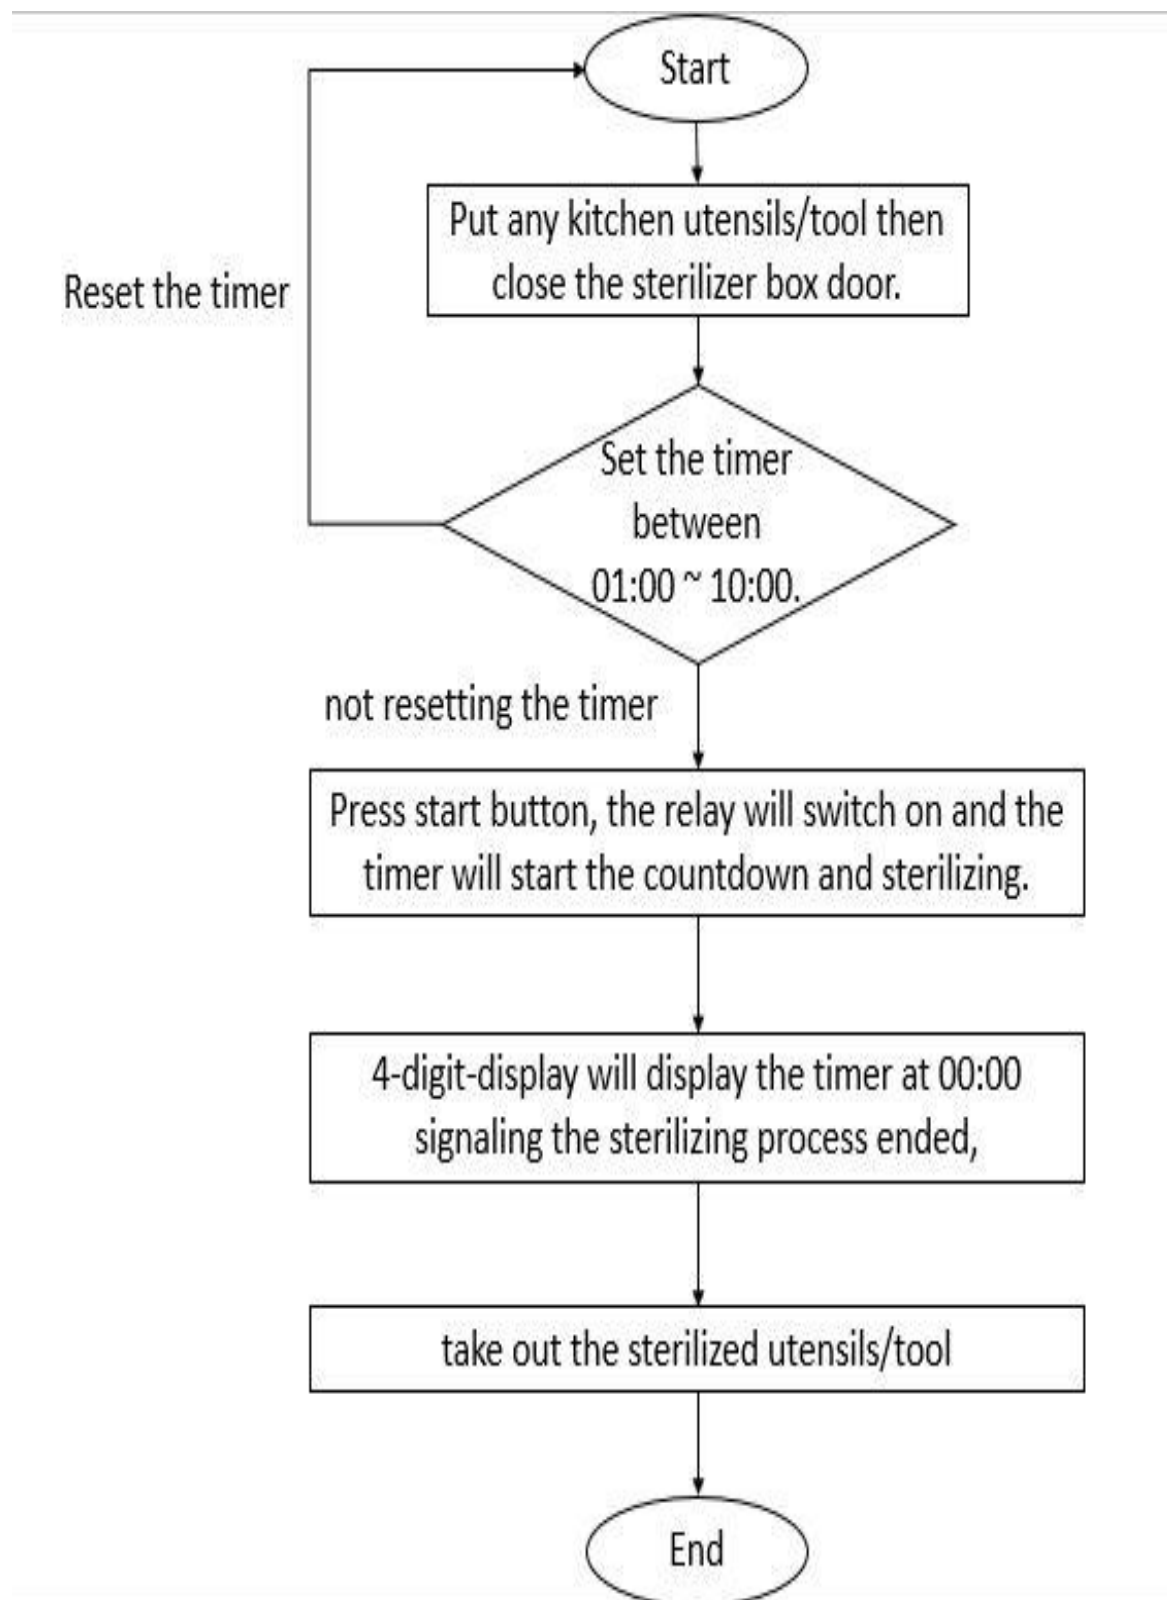 Start
Put any kitchen utensils/tool then
close the sterilizer box door.
Reset the timer
Set the timer
between
01:00 ~ 10:00.
not resetting the timer
Press start button, the relay will switch on and the
timer will start the countdown and sterilizing.
4-digit-display will display the timer at 00:00
signaling the sterilizing process ended,
take out the sterilized utensils/tool
End